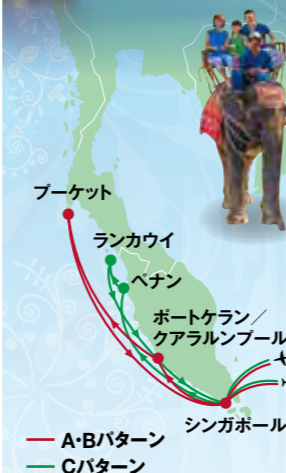 プーケット
ランカウイ
ペナン
ポートケラン／
クアラルンプール
シンガポール
A・Bパターン
Cパターン